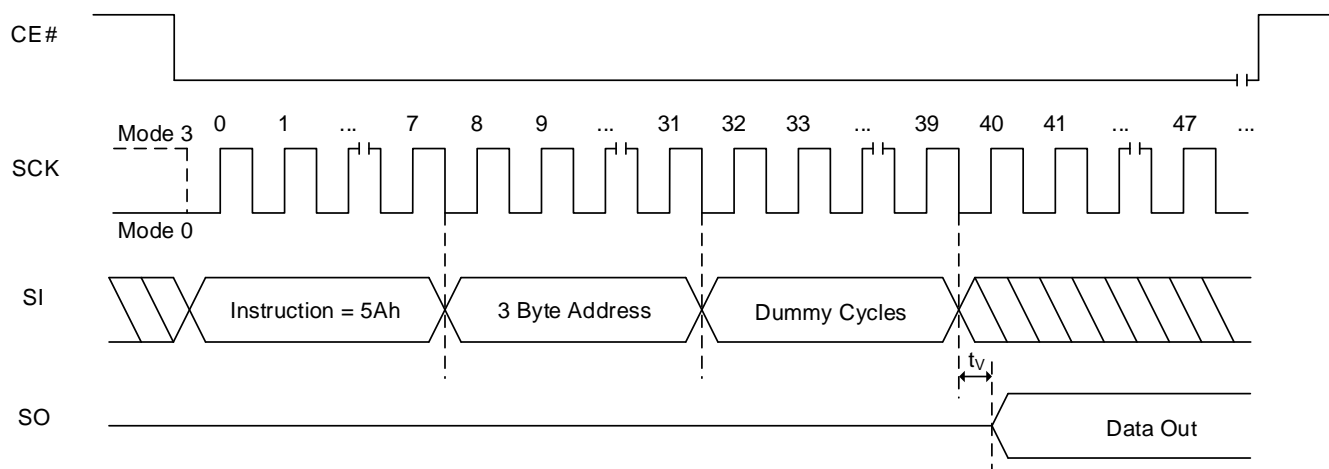 CE#
0 1 ... 7 8 9 ... 31 32 33 ... 39 40 41 ... 47 ...
Mode 3
SCK
Mode 0
SI
Instruction = 5Ah
3 Byte Address
Dummy Cycles
tV
SO
Data Out